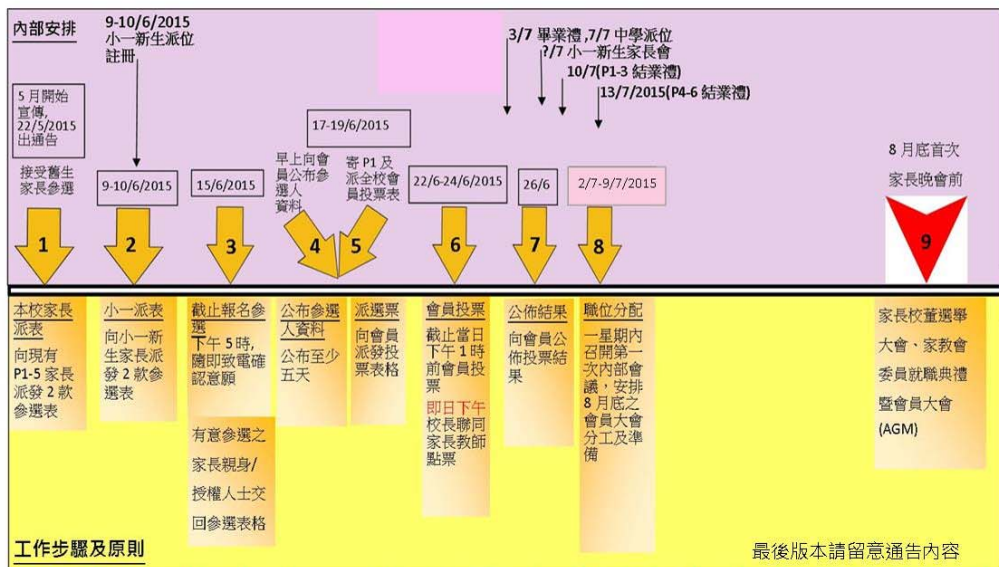 內部安排
9-10/6/2015
小一新生派位
註冊
3/7 畢業禮 ,7/7 中學派位
?/7 小一新生家長會
10/7(P1-3 結業禮)
13/7/2015(P4-6 結業禮)
5 月開始
宣傳,
22/5/2015
出通告
接受舊生
家長參選
9-10/6/2015
15/6/2015
17-19/6/2015
早上向會
員公布參
選人
資料
寄 P1 及
派全校會
員投票表
22/6-24/6/2015
26/6
2/7-9/7/2015
8 月底首次
家長晚會前
1
2
3
4
5
6
7
8
9
本校家長
派表
向現有
P1-5 家長
派發 2 款
參選表
小一派表
向小一新
生家長派
發 2 款參
選表
截止報名參
選
下午 5 時,
隨即致電確
認意願
有意參選之
家長親身/
授權人士交
回參選表格
公布參選
人資料
公布至少
五天
派選票
向會員
派發投
票表格
會員投票
截止當日
下午 1 時
前會員投
票
即日下午
校長聯同
家長教師
點票
公佈結果
向會員公
佈投票結
果
職位分配
一星期內
召開第一
次內部會
議，安排
8 月底之
會員大會
分工及準
備
家長校董選舉
大會、家教會
委員就職典禮
暨會員大會
(AGM)
工作步驟及原則
最後版本請留意通告內容